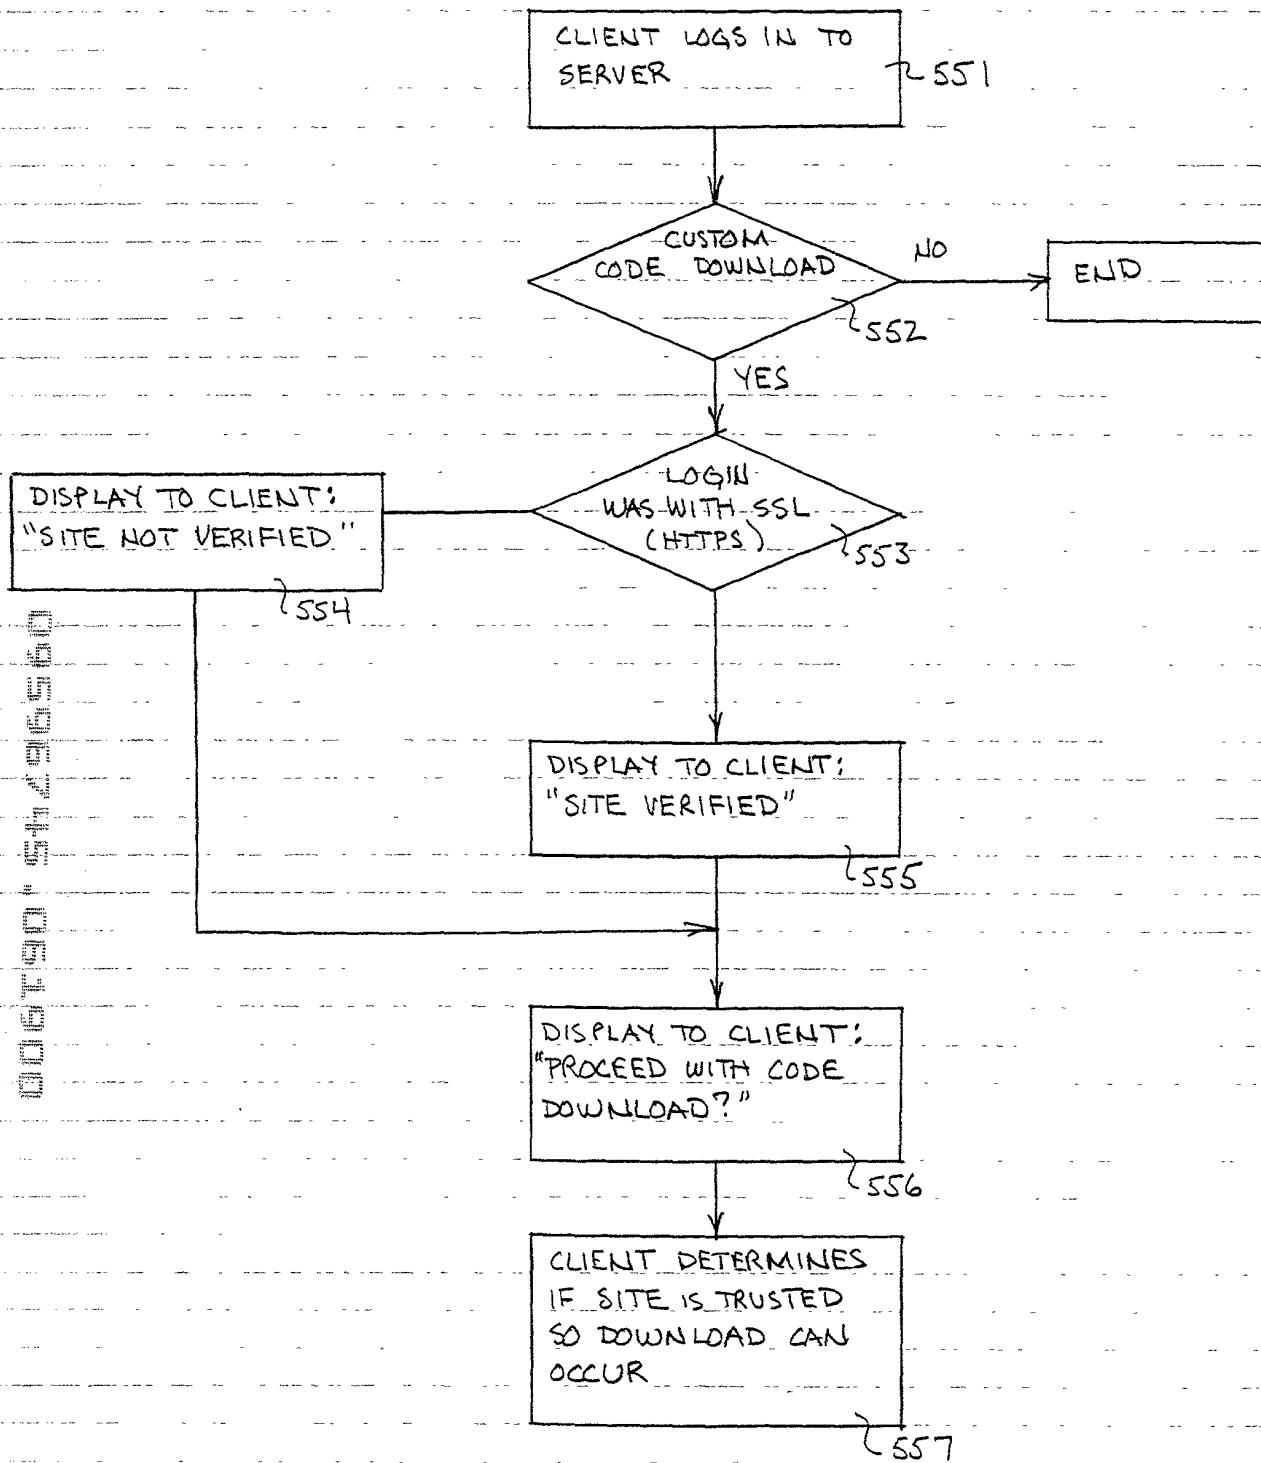 CLIENT LOGS IN TO
SERVER
551
CUSTOM
CODE DOWNLOAD
552
NO
END
YES
LOGIN
WAS WITH SSL
(HTTPS)
553
DISPLAY TO CLIENT:
"SITE NOT VERIFIED"
554
DISPLAY TO CLIENT:
"SITE VERIFIED"
555
DISPLAY TO CLIENT:
"PROCEED WITH CODE
DOWNLOAD?"
556
CLIENT DETERMINES
IF SITE IS TRUSTED
SO DOWNLOAD CAN
OCCUR
557